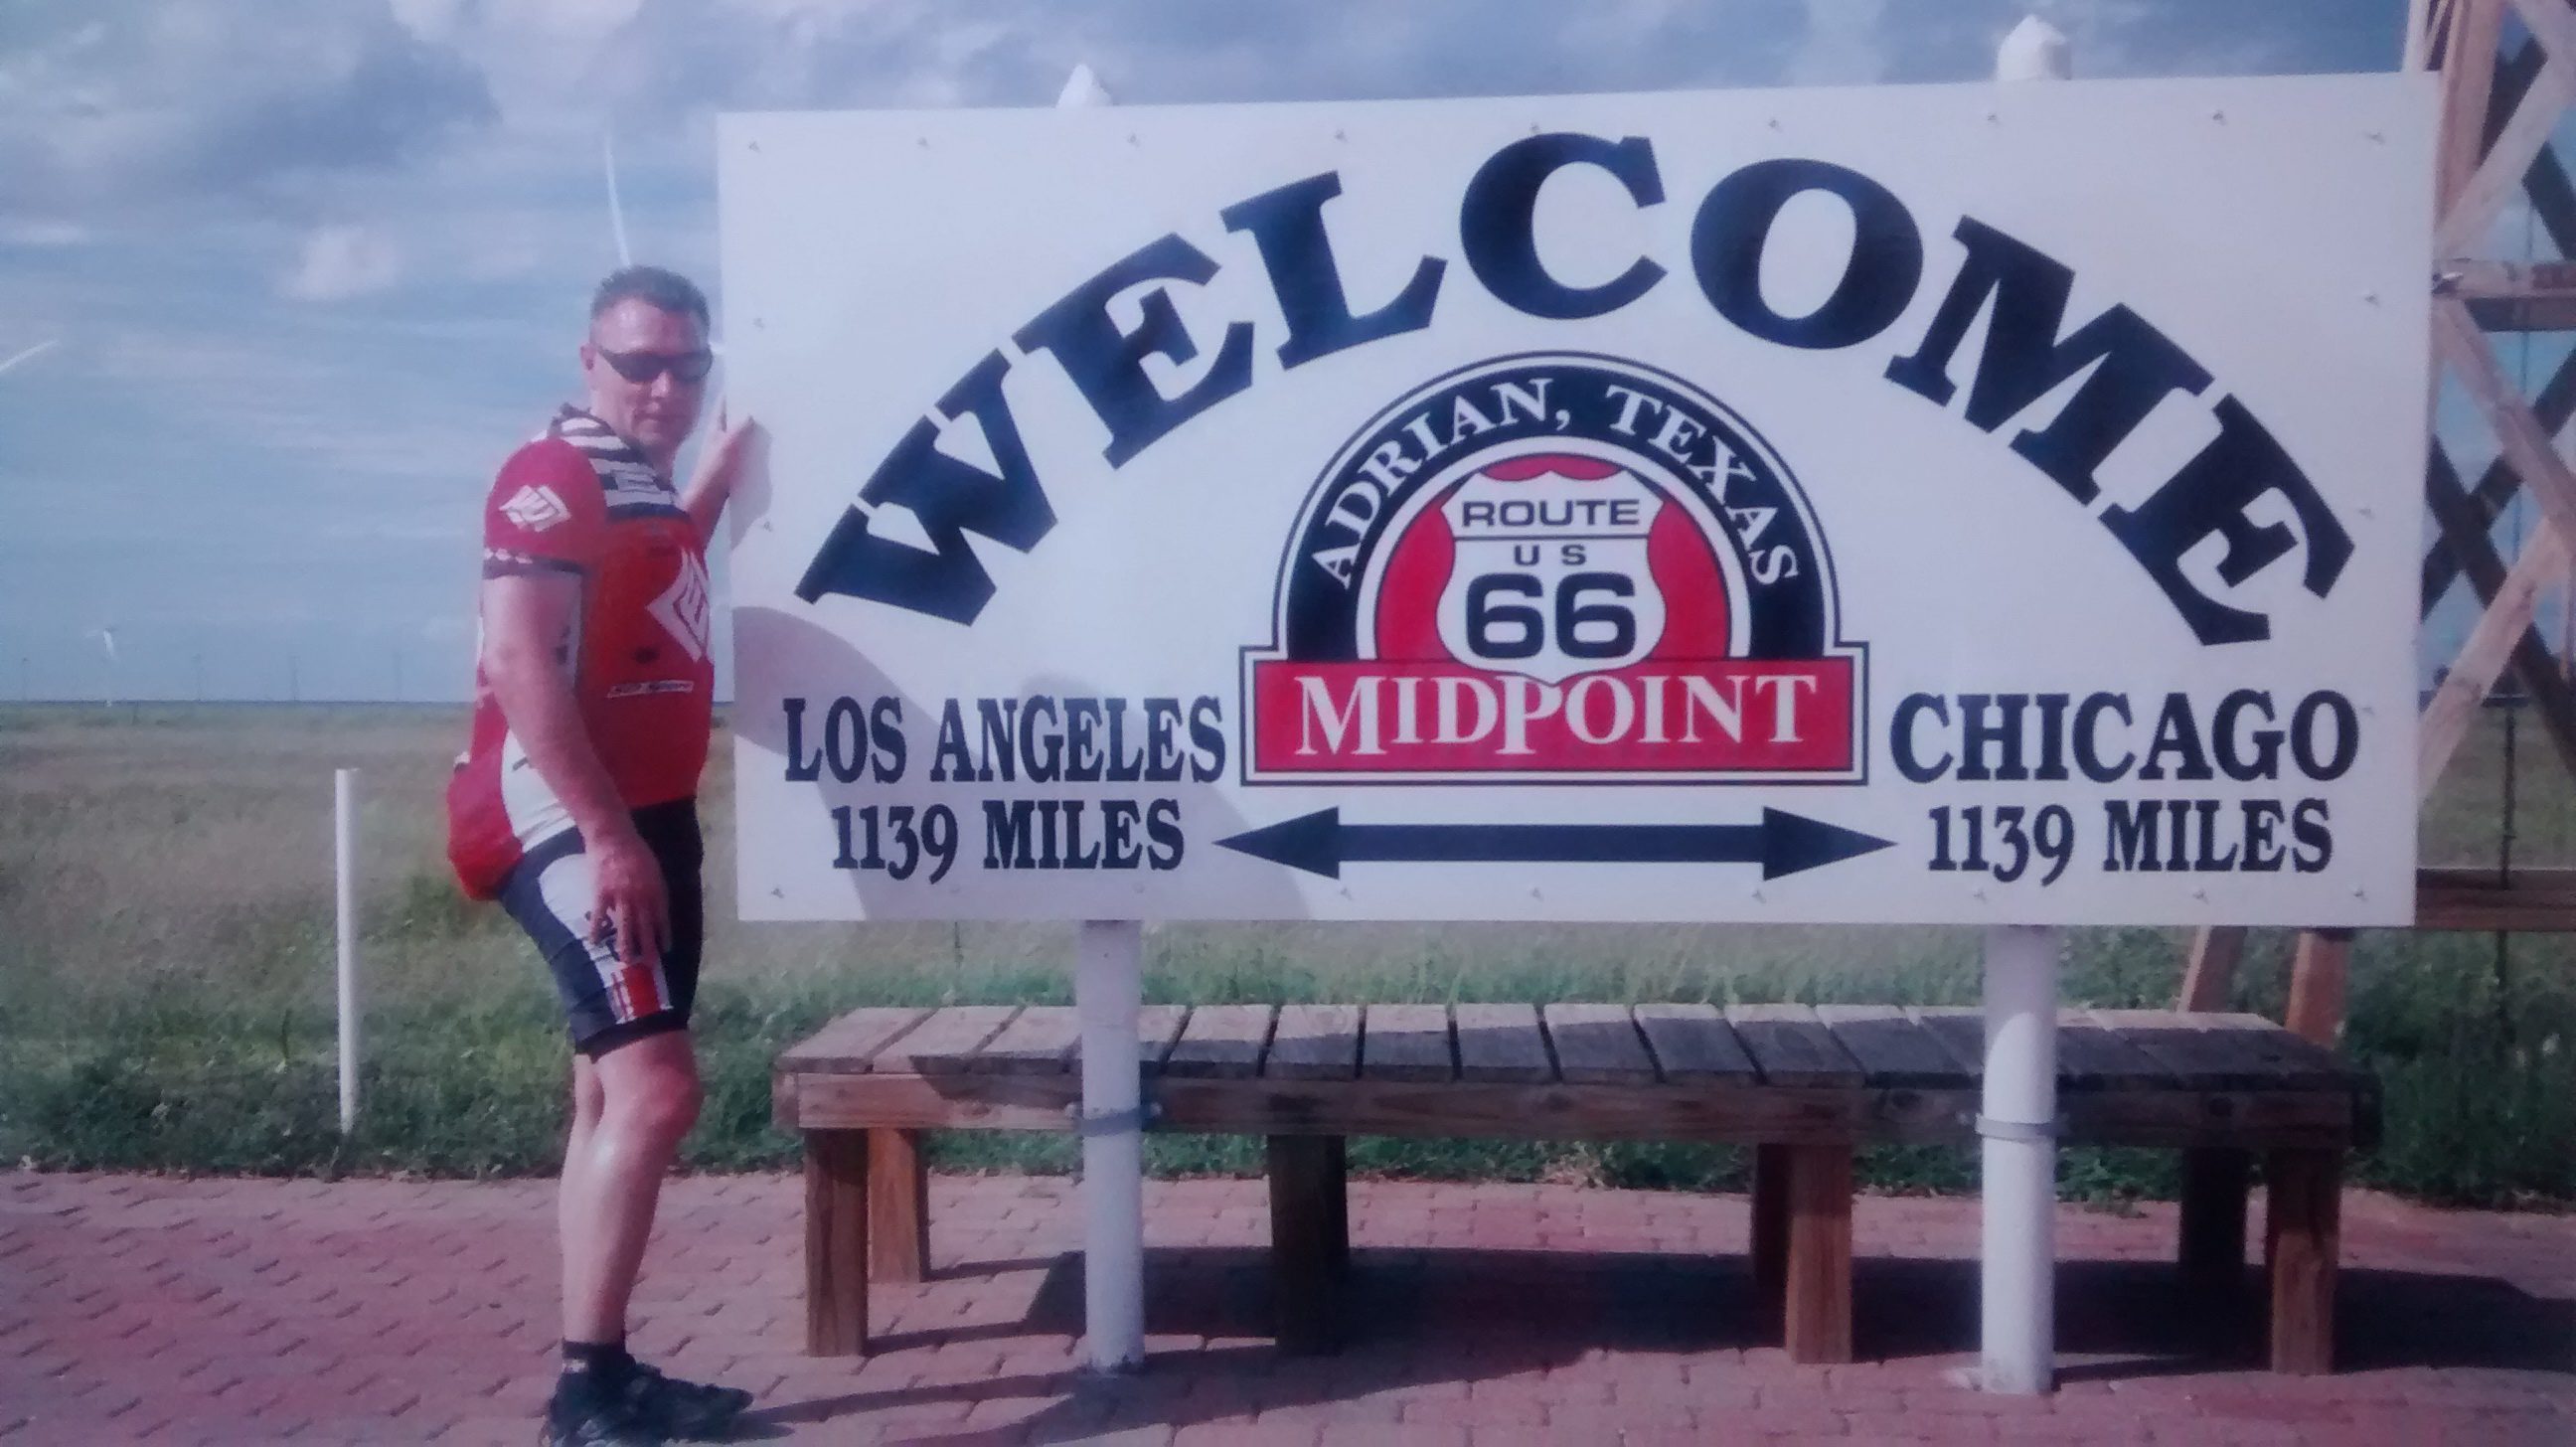 WELCOME
ADRIAN, TEXAS
ROUTE
US
66
MIDPOINT
LOS ANGELES
1139 MILES
CHICAGO
1139 MILES